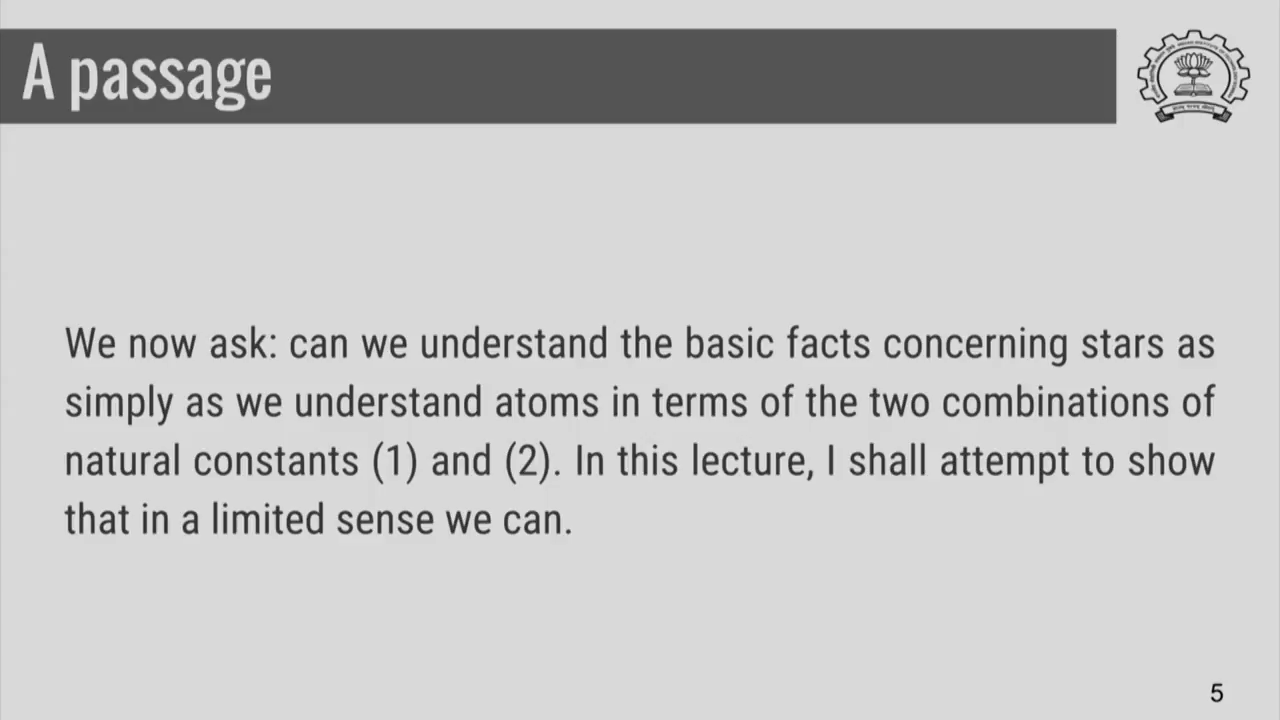 A passage
We now ask: can we understand the basic facts concerning stars as
simply as we understand atoms in terms of the two combinations of
natural constants (1) and (2). In this lecture, I shall attempt to show
that in a limited sense we can.
5